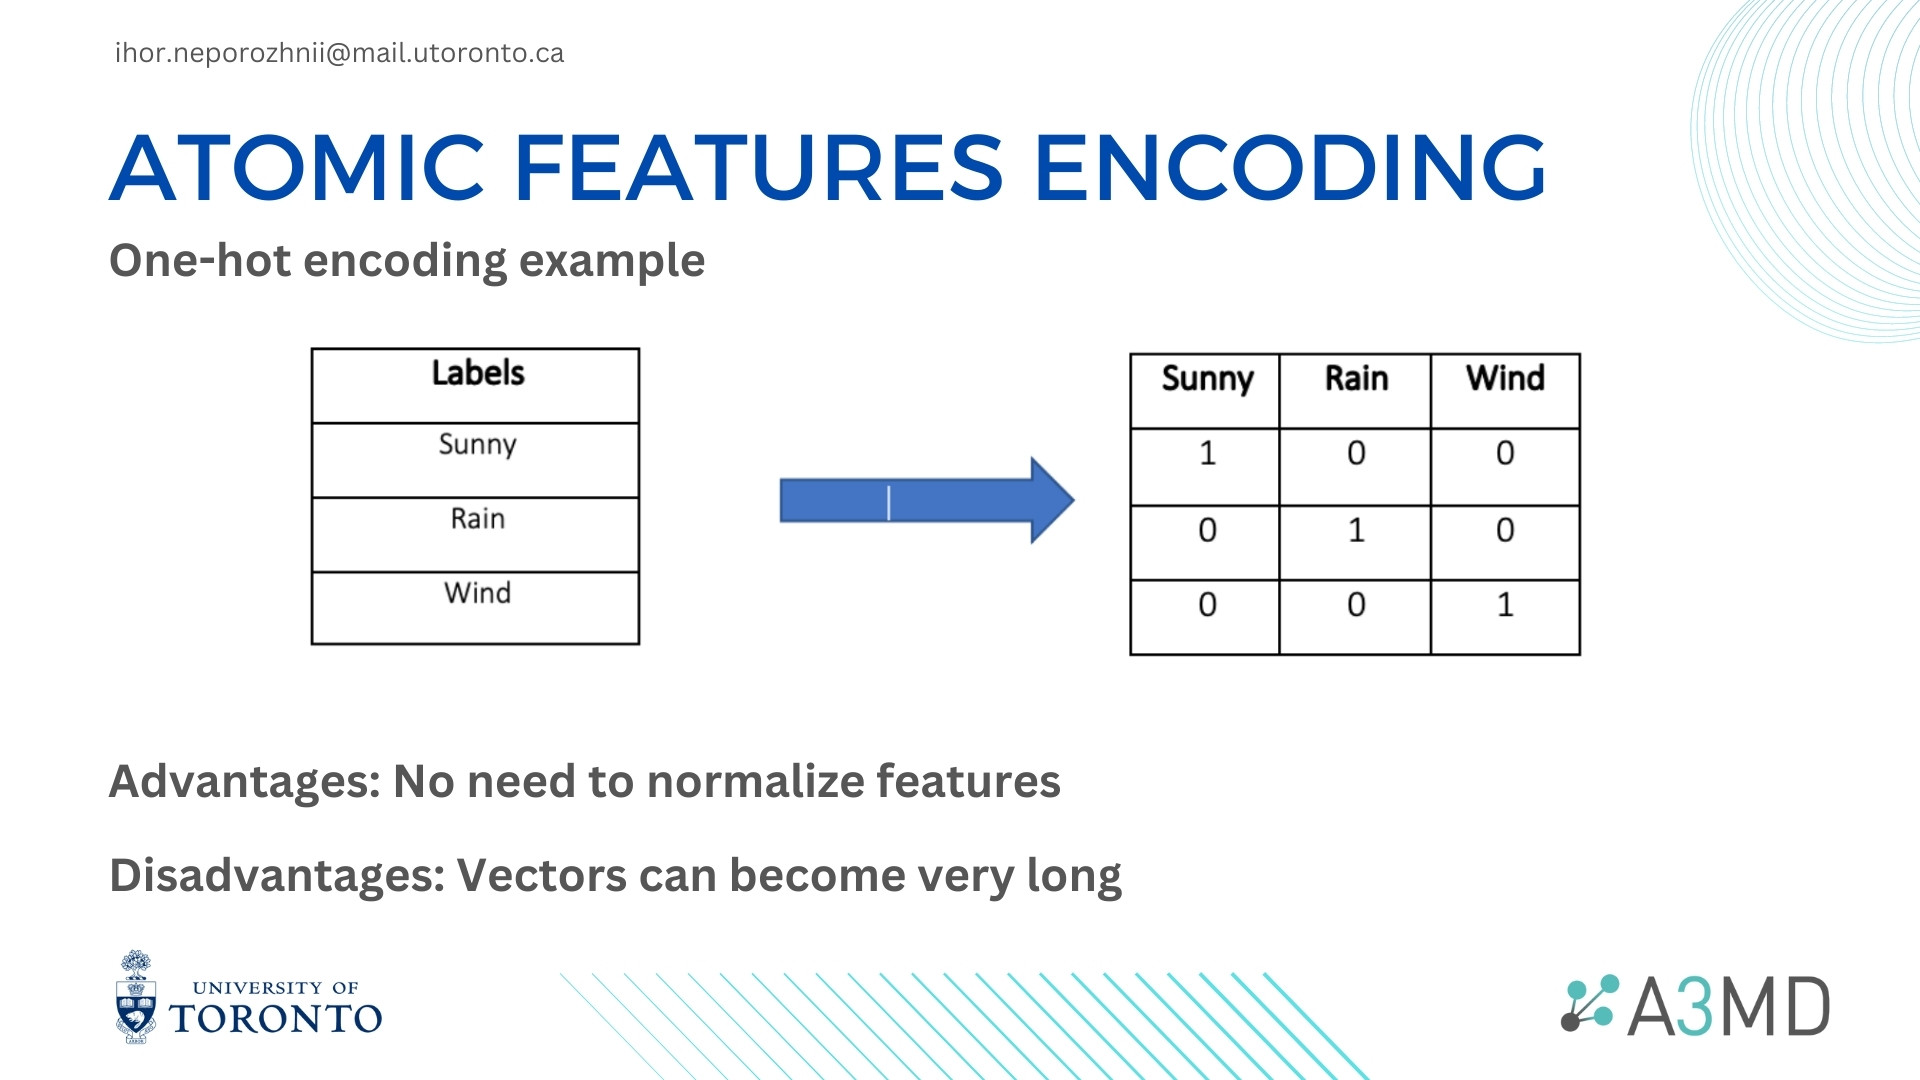 ihor.neporozhnii@mail.utoronto.ca
ATOMIC FEATURES ENCODING
One-hot encoding example
Labels
Sunny
Rain
Wind
Sunny Rain Wind
1 0 0
0 1 0
0 0 1
Advantages: No need to normalize features
Disadvantages: Vectors can become very long
UNIVERSITY OF
TORONTO
A3MD